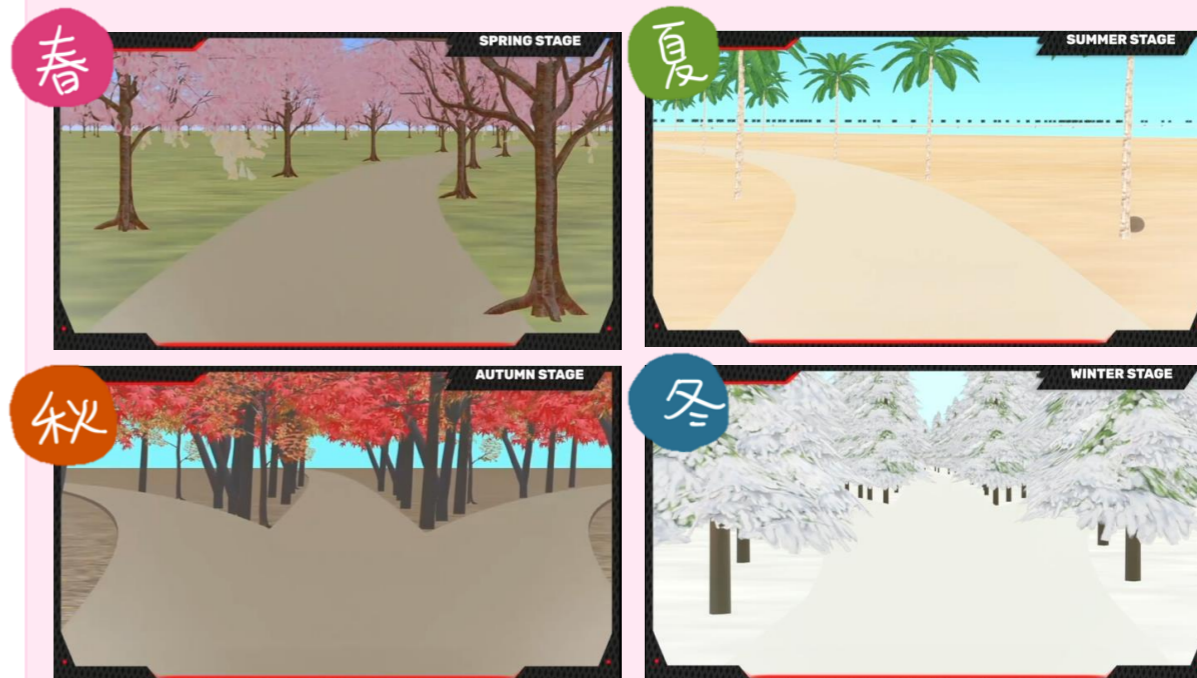 春
SPRING STAGE
夏
SUMMER STAGE
秋
AUTUMN STAGE
冬
WINTER STAGE